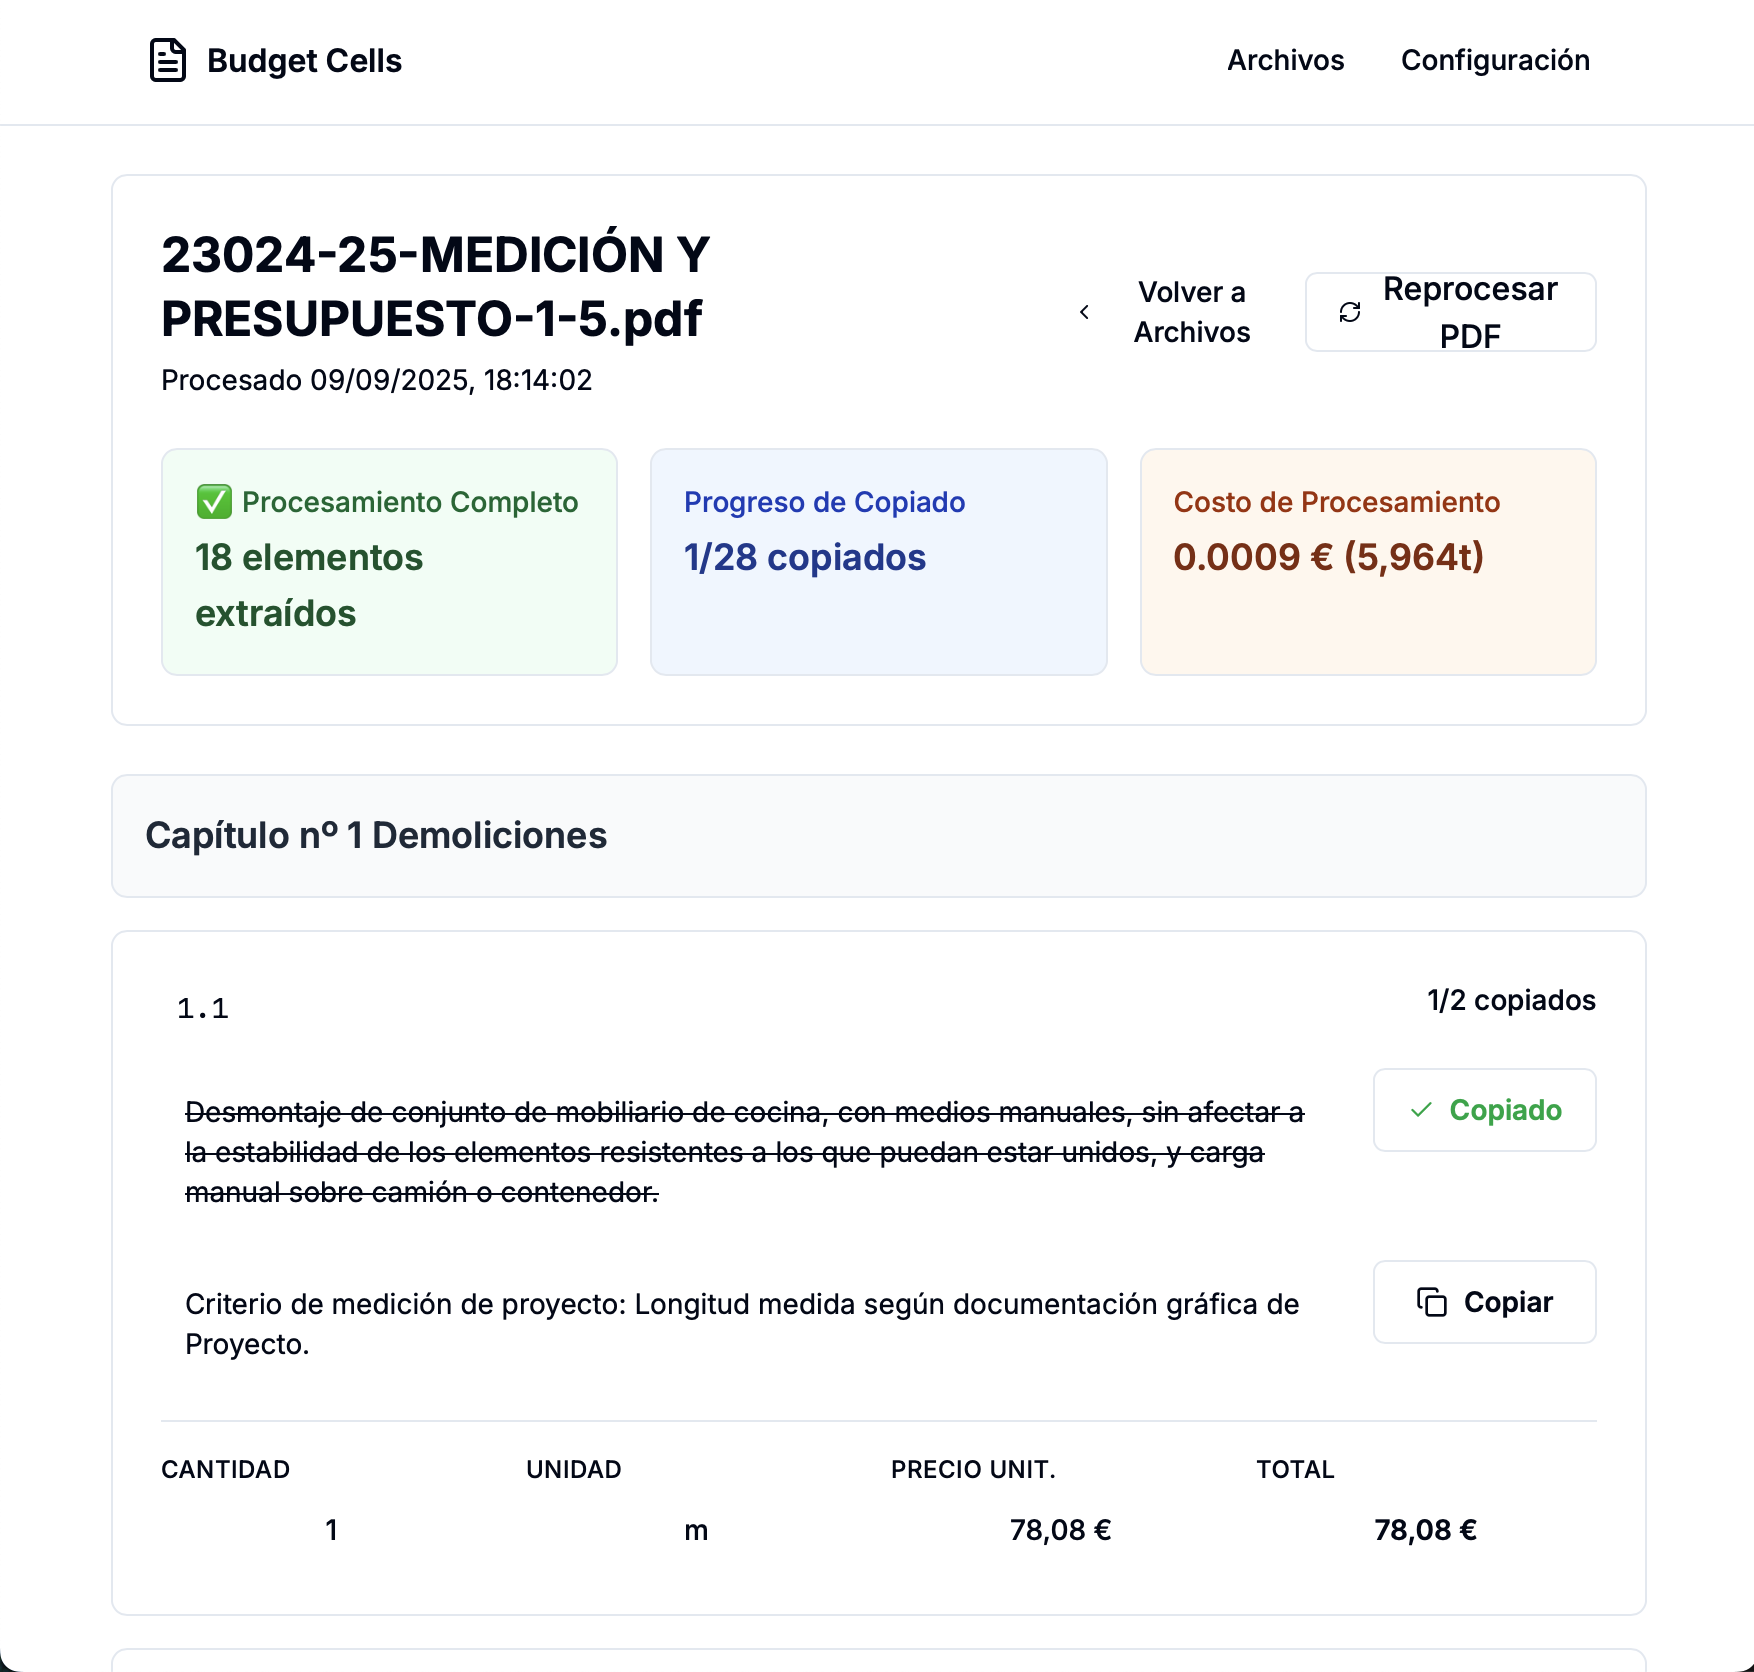 Budget Cells
Archivos
Configuración
23024-25-MEDICIÓN Y
PRESUPUESTO-1-5.pdf
Procesado 09/09/2025, 18:14:02
Volver a
Archivos
Reprocesar
PDF
✅ Procesamiento Completo
18 elementos
extraídos
Progreso de Copiado
1/28 copiados
Costo de Procesamiento
0.0009 € (5,964t)
Capítulo nº 1 Demoliciones
1.1
1/2 copiados
Desmontaje de conjunto de mobiliario de cocina, con medios manuales, sin afectar a
la estabilidad de los elementos resistentes a los que puedan estar unidos, y carga
manual sobre camión o contenedor.
Copiado
Criterio de medición de proyecto: Longitud medida según documentación gráfica de
Proyecto.
Copiar
CANTIDAD UNIDAD PRECIO UNIT. TOTAL
1 m 78,08 € 78,08 €